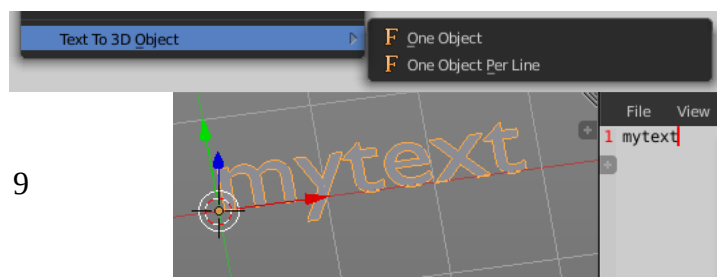 Text To 3D Object
F One Object
F One Object Per Line
File View
1 mytext
mytext
9